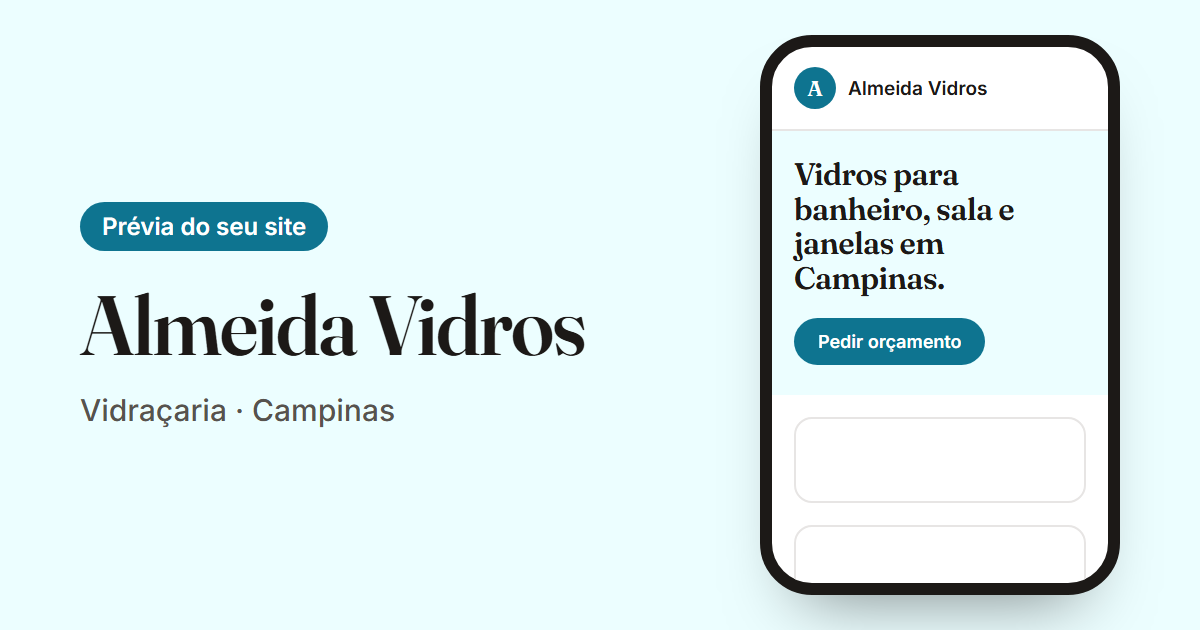 Prévia do seu site
Almeida Vidros
Vidraçaria · Campinas
A
Almeida Vidros
Vidros para
banheiro, sala e
janelas em
Campinas.
Pedir orçamento